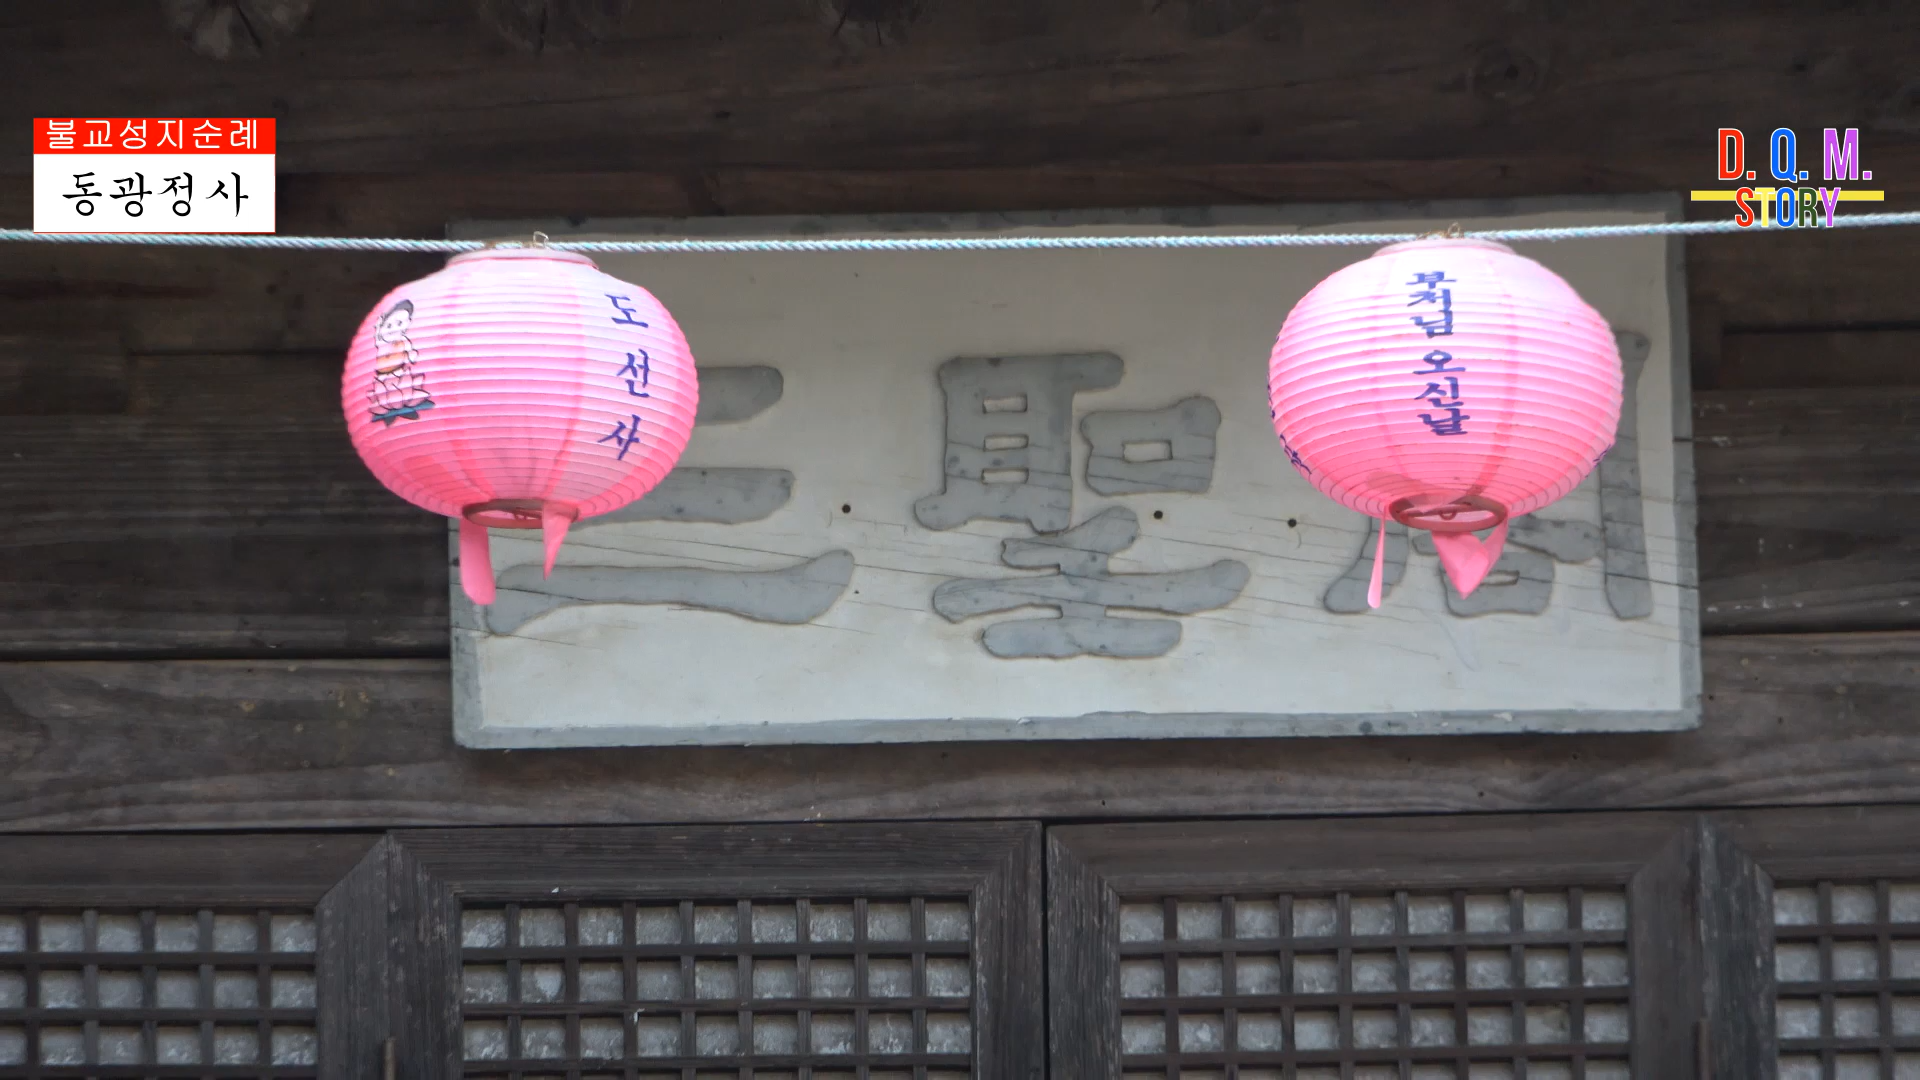 불교성지순례
동광정사
D. Q. M.
STORY
도선사
부처님 오신날
三聖